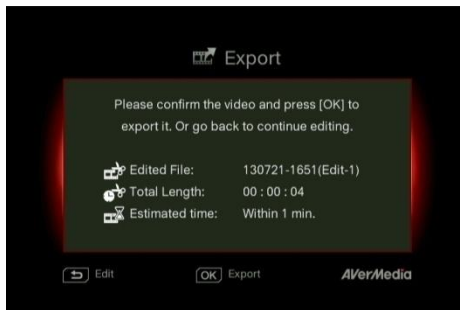 Export
Please confirm the video and press [OK] to
export it. Or go back to continue editing.
Edited File: 130721-1651(Edit-1)
Total Length: 00 : 00 : 04
Estimated time: Within 1 min.
Edit OK Export AVerMedia